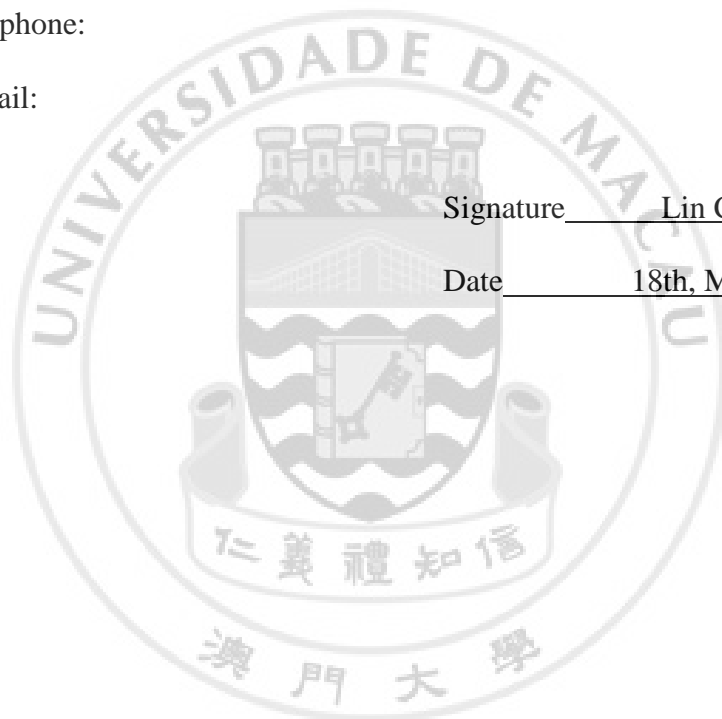 phone:
ail:
UNIVERSIDADE DE MACAU
Signature Lin
Date 18th,
仁義禮知信
澳門大學